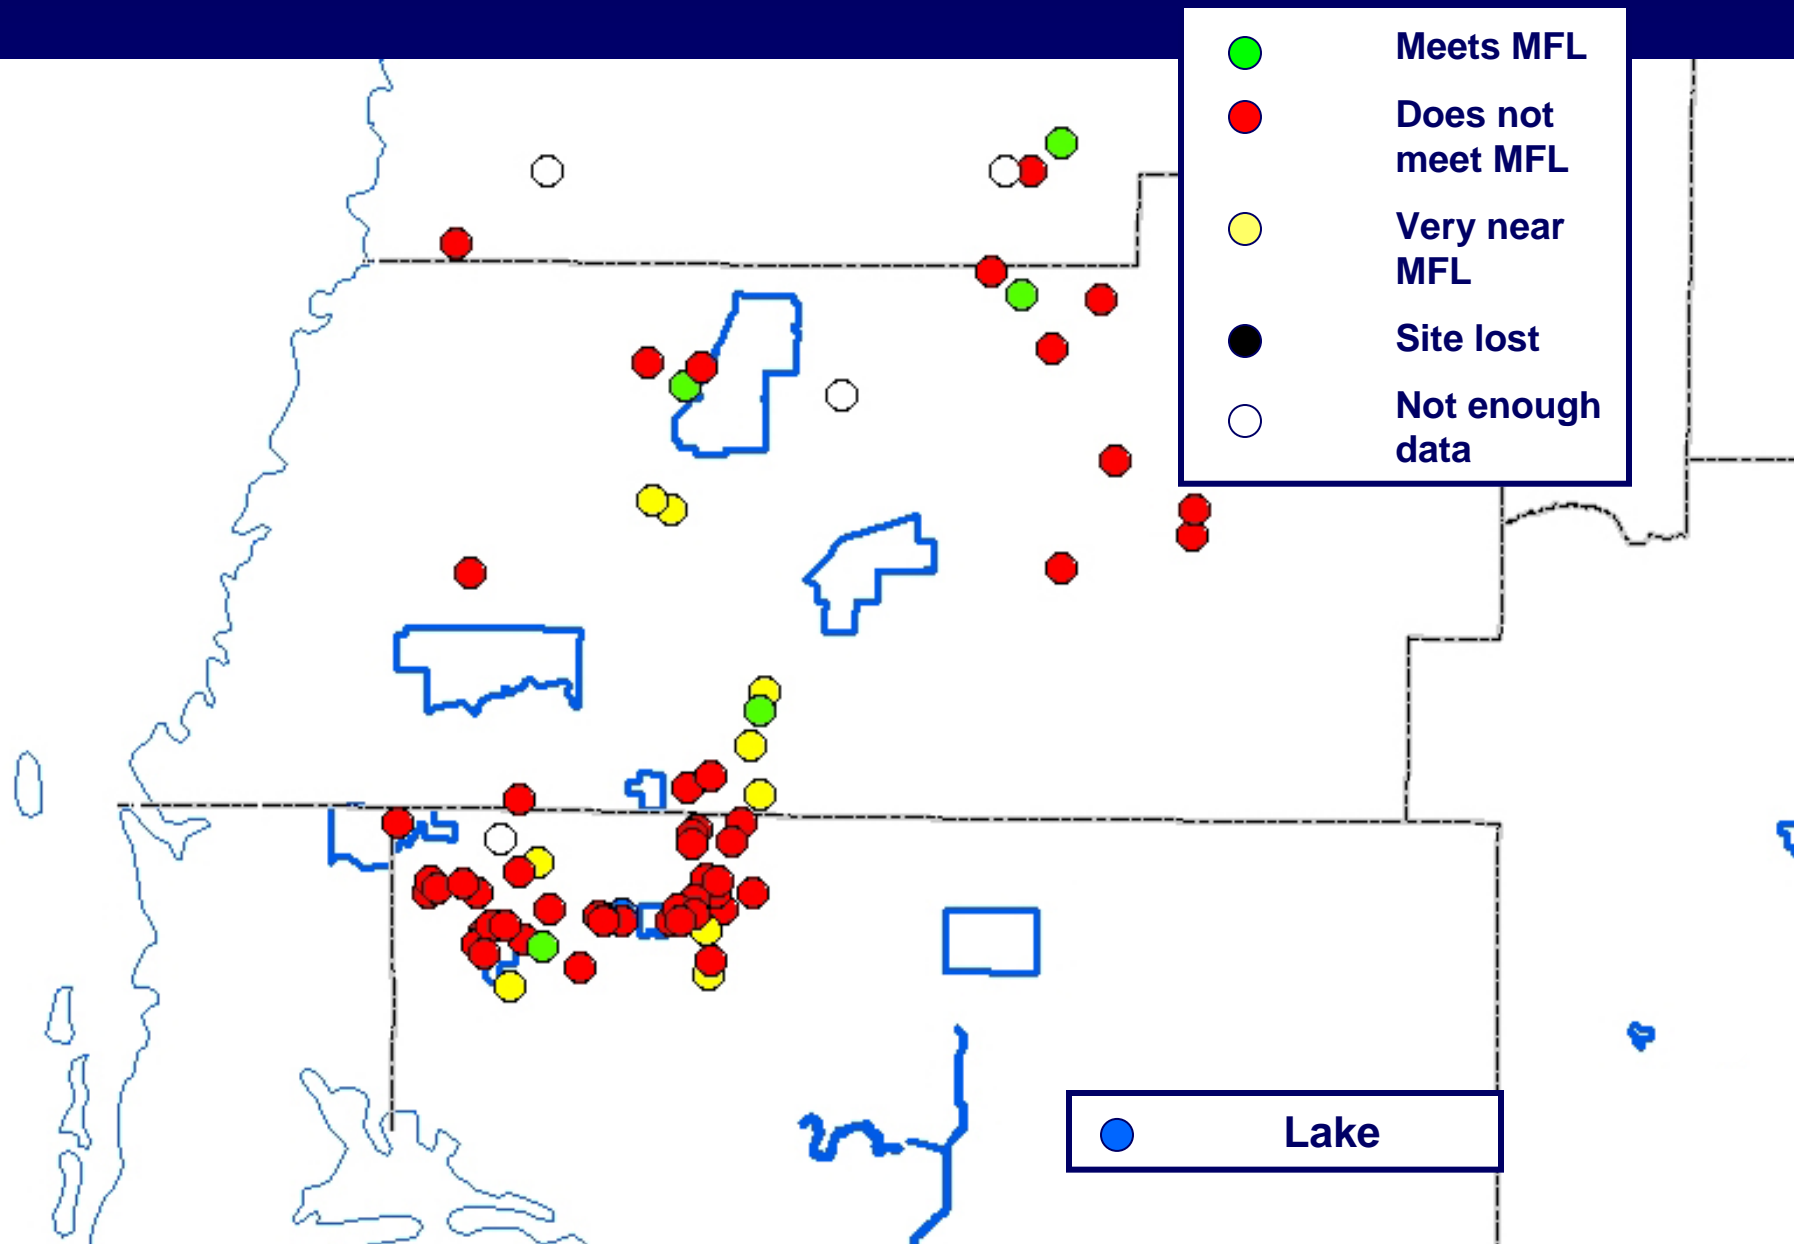 Meets MFL
Does not
meet MFL
Very near
MFL
Site lost
Not enough
data
Lake